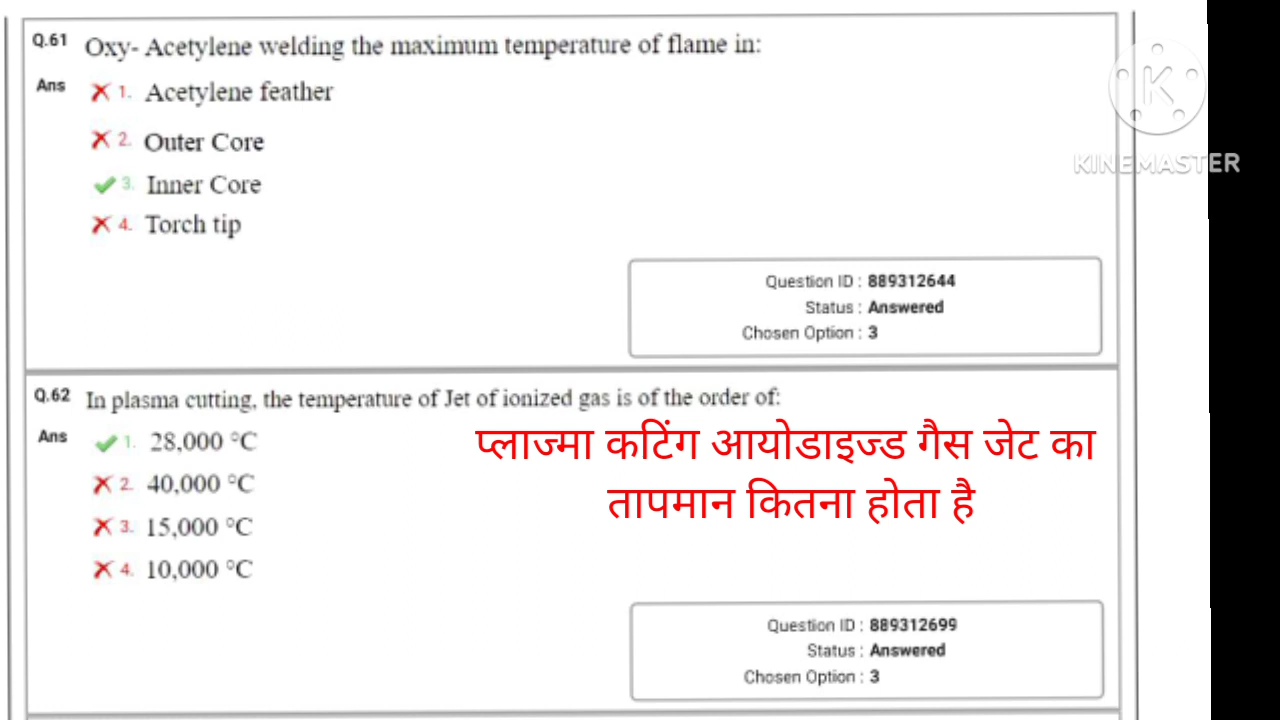 Q.61 Oxy- Acetylene welding the maximum temperature of flame in:
Ans 1. Acetylene feather
2. Outer Core
3. Inner Core
4. Torch tip
K
KINEMASTER
Question ID : 889312644
Status : Answered
Chosen Option : 3
Q.62 In plasma cutting, the temperature of Jet of ionized gas is of the order of:
Ans 1. 28,000 °C
2. 40,000 °C
3. 15,000 °C
4. 10,000 °C
प्लाज्मा कटिंग आयोडाइज्ड गैस जेट का
तापमान कितना होता है
Question ID : 889312699
Status : Answered
Chosen Option : 3